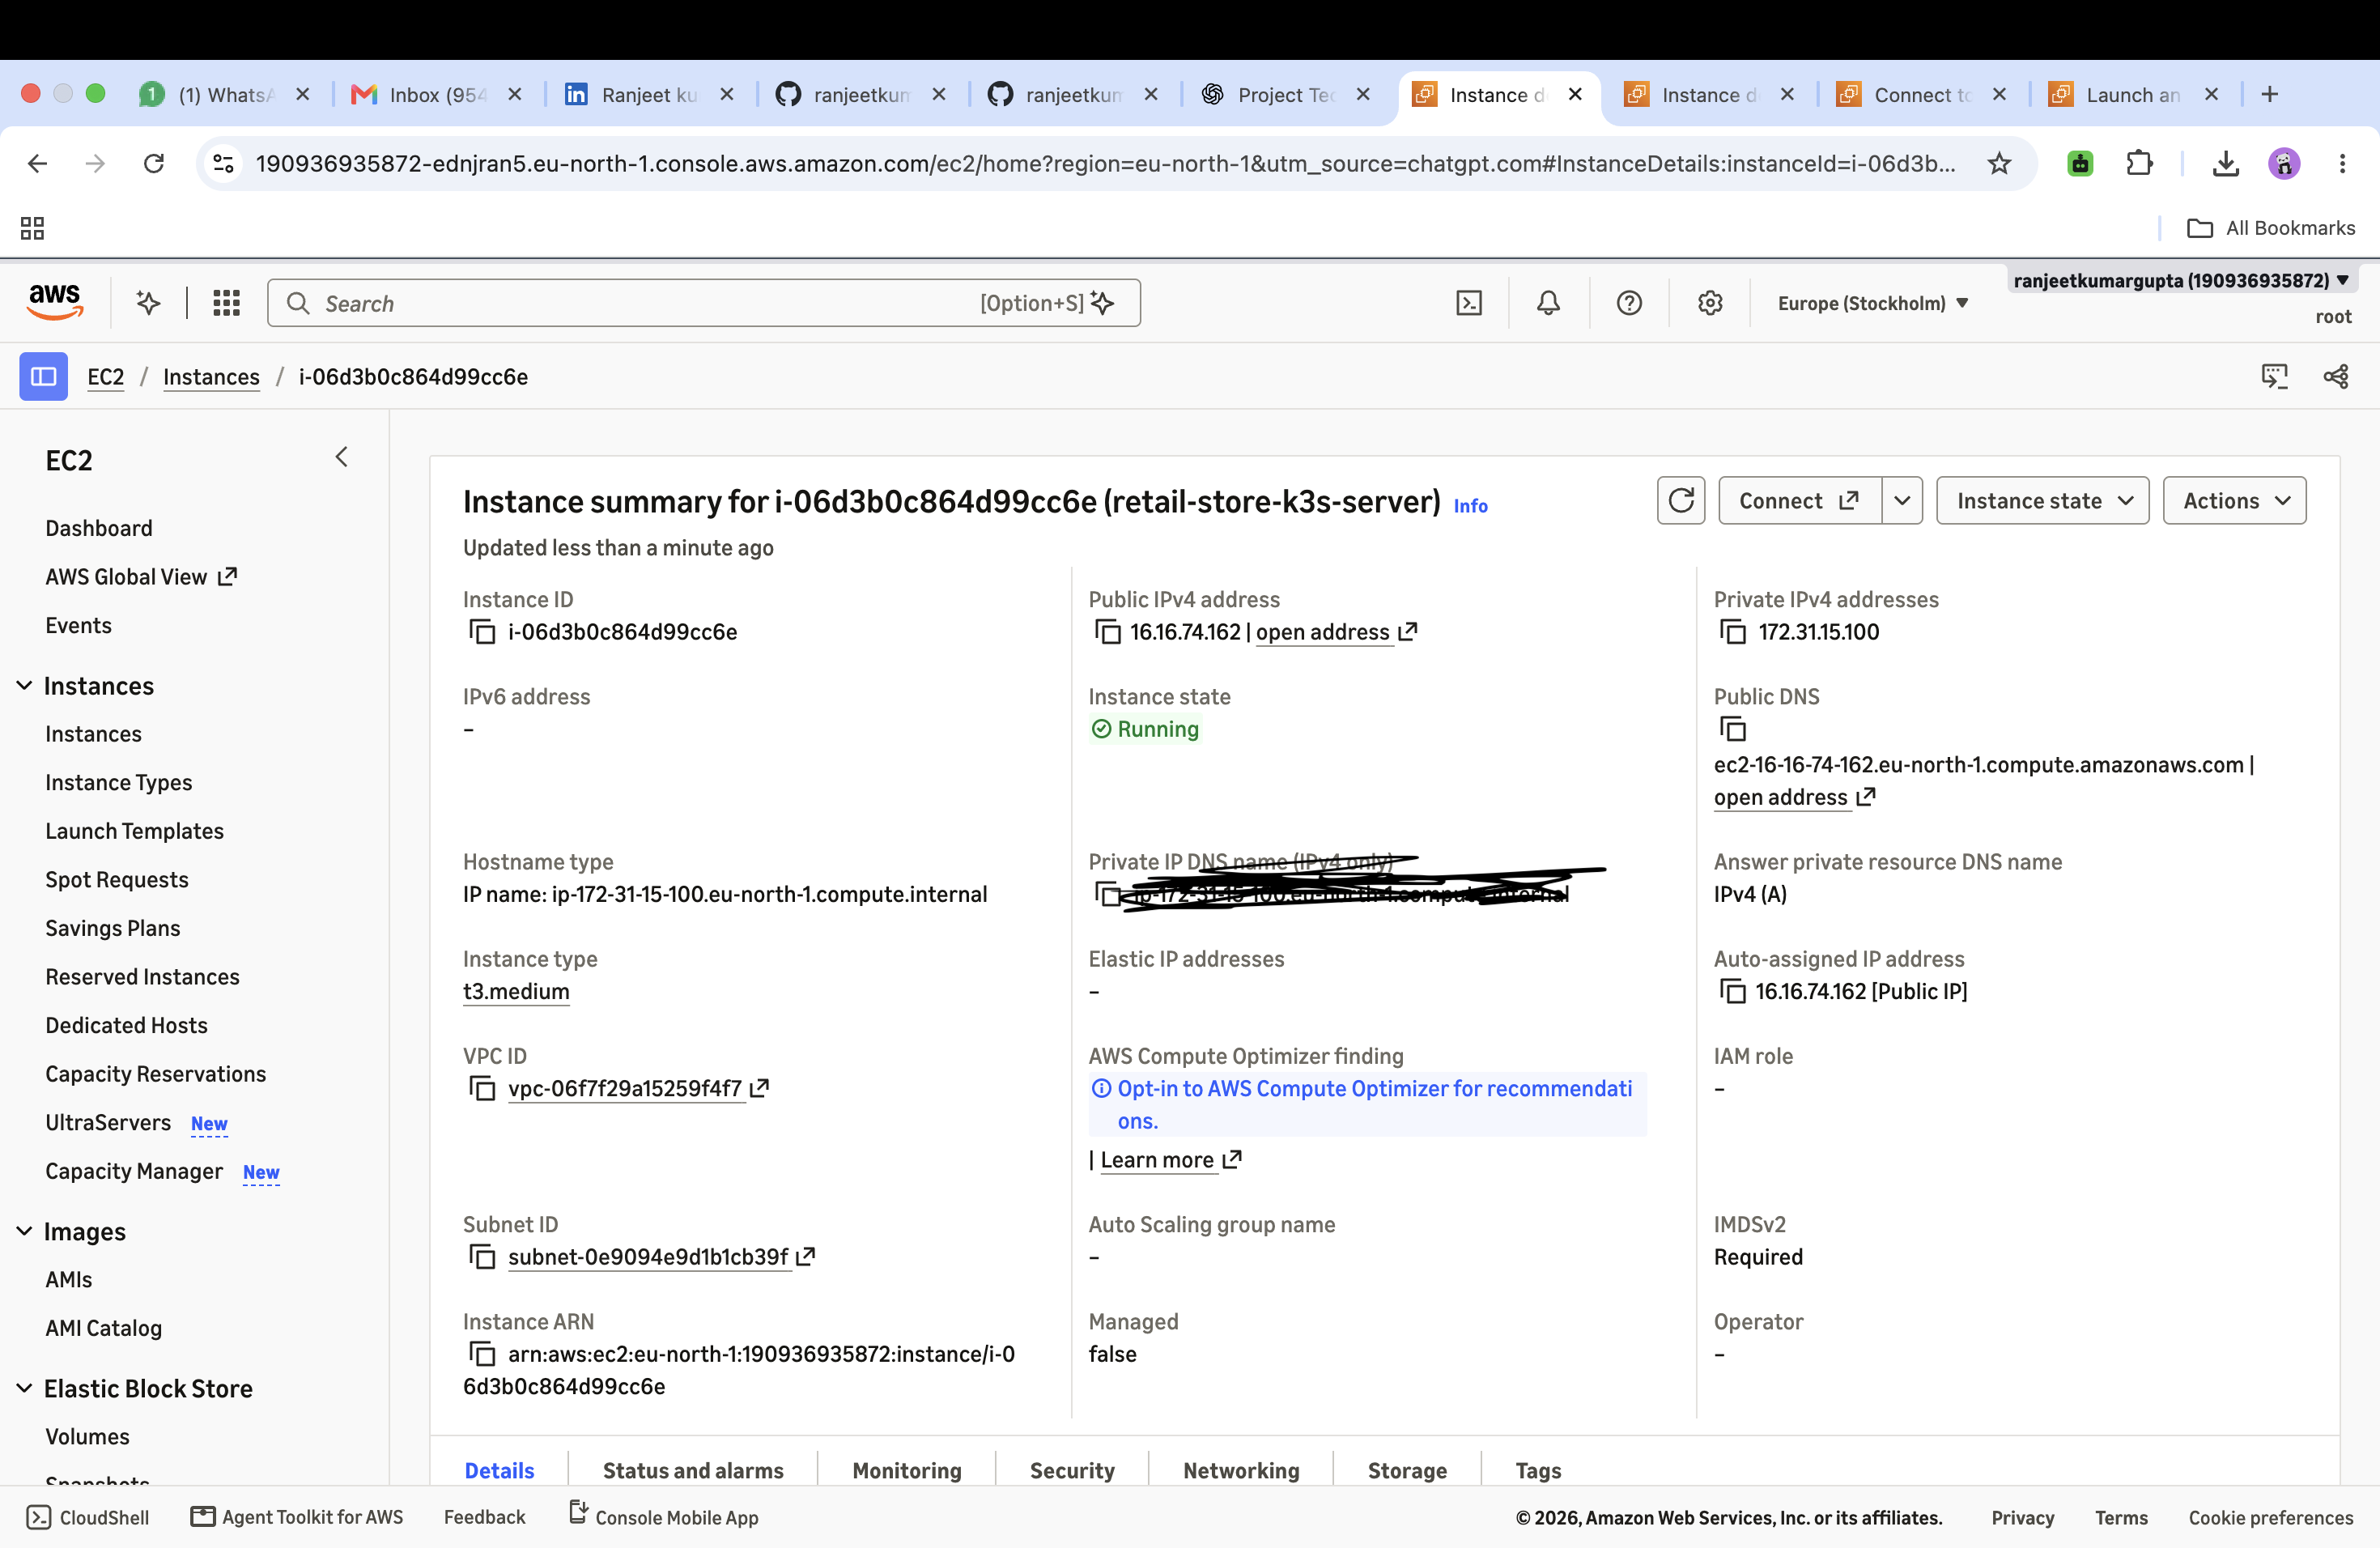 (1) WhatsA
Inbox (954
Ranjeet ku
ranjeetkum
ranjeetkum
Project Tec
Instance d
Instance d
Connect to
Launch an
190936935872-ednjran5.eu-north-1.console.aws.amazon.com/ec2/home?region=eu-north-1&utm_source=chatgpt.com#InstanceDetails:instanceId=i-06d3b...
All Bookmarks
aws
Search
[Option+S]
Europe (Stockholm)
ranjeetkumargupta (190936935872)
root
EC2 / Instances / i-06d3b0c864d99cc6e
EC2
Dashboard
AWS Global View
Events
Instances
Instances
Instance Types
Launch Templates
Spot Requests
Savings Plans
Reserved Instances
Dedicated Hosts
Capacity Reservations
UltraServers New
Capacity Manager New
Images
AMIs
AMI Catalog
Elastic Block Store
Volumes
Snapshots
Instance summary for i-06d3b0c864d99cc6e (retail-store-k3s-server) Info
Updated less than a minute ago
Connect
Instance state
Actions
Instance ID
i-06d3b0c864d99cc6e
Public IPv4 address
16.16.74.162 | open address
Private IPv4 addresses
172.31.15.100
IPv6 address
–
Instance state
Running
Public DNS
ec2-16-16-74-162.eu-north-1.compute.amazonaws.com |
open address
Hostname type
IP name: ip-172-31-15-100.eu-north-1.compute.internal
Private IP DNS name (IPv4 only)
Answer private resource DNS name
IPv4 (A)
Instance type
t3.medium
Elastic IP addresses
–
Auto-assigned IP address
16.16.74.162 [Public IP]
VPC ID
vpc-06f7f29a15259f4f7
AWS Compute Optimizer finding
Opt-in to AWS Compute Optimizer for recommendati
ons.
| Learn more
IAM role
–
Subnet ID
subnet-0e9094e9d1b1cb39f
Auto Scaling group name
–
IMDSv2
Required
Instance ARN
arn:aws:ec2:eu-north-1:190936935872:instance/i-0
6d3b0c864d99cc6e
Managed
false
Operator
–
Details
Status and alarms
Monitoring
Security
Networking
Storage
Tags
CloudShell
Agent Toolkit for AWS
Feedback
Console Mobile App
© 2026, Amazon Web Services, Inc. or its affiliates.
Privacy
Terms
Cookie preferences